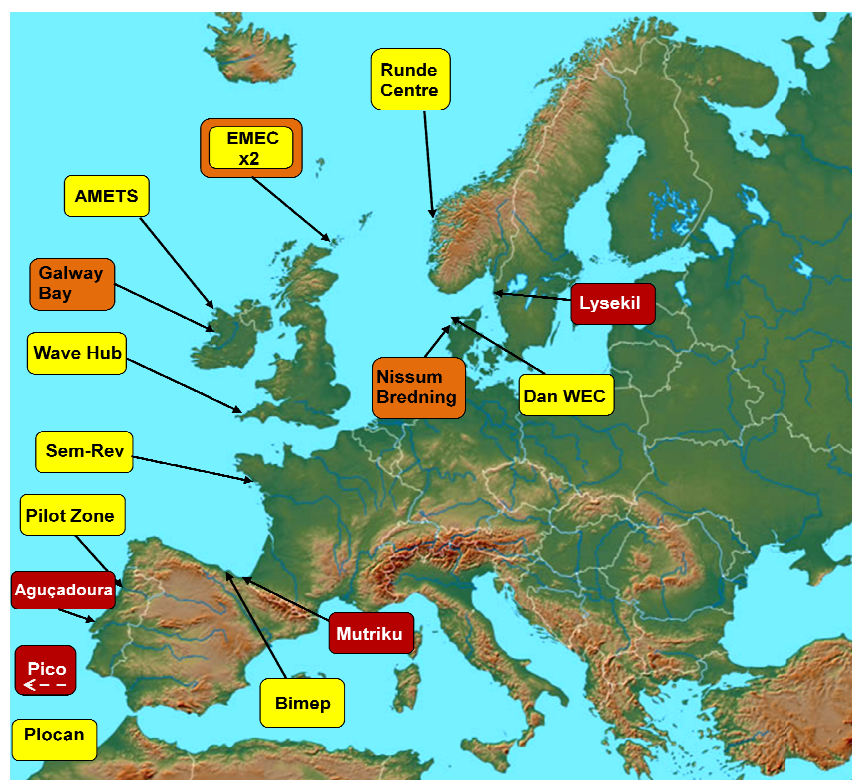 Runde
Centre
EMEC
x2
AMETS
Galway
Bay
Lysekil
Wave Hub
Nissum
Bredning
Dan WEC
Sem-Rev
Pilot Zone
Aguçadoura
Mutriku
Pico
Bimep
Plocan